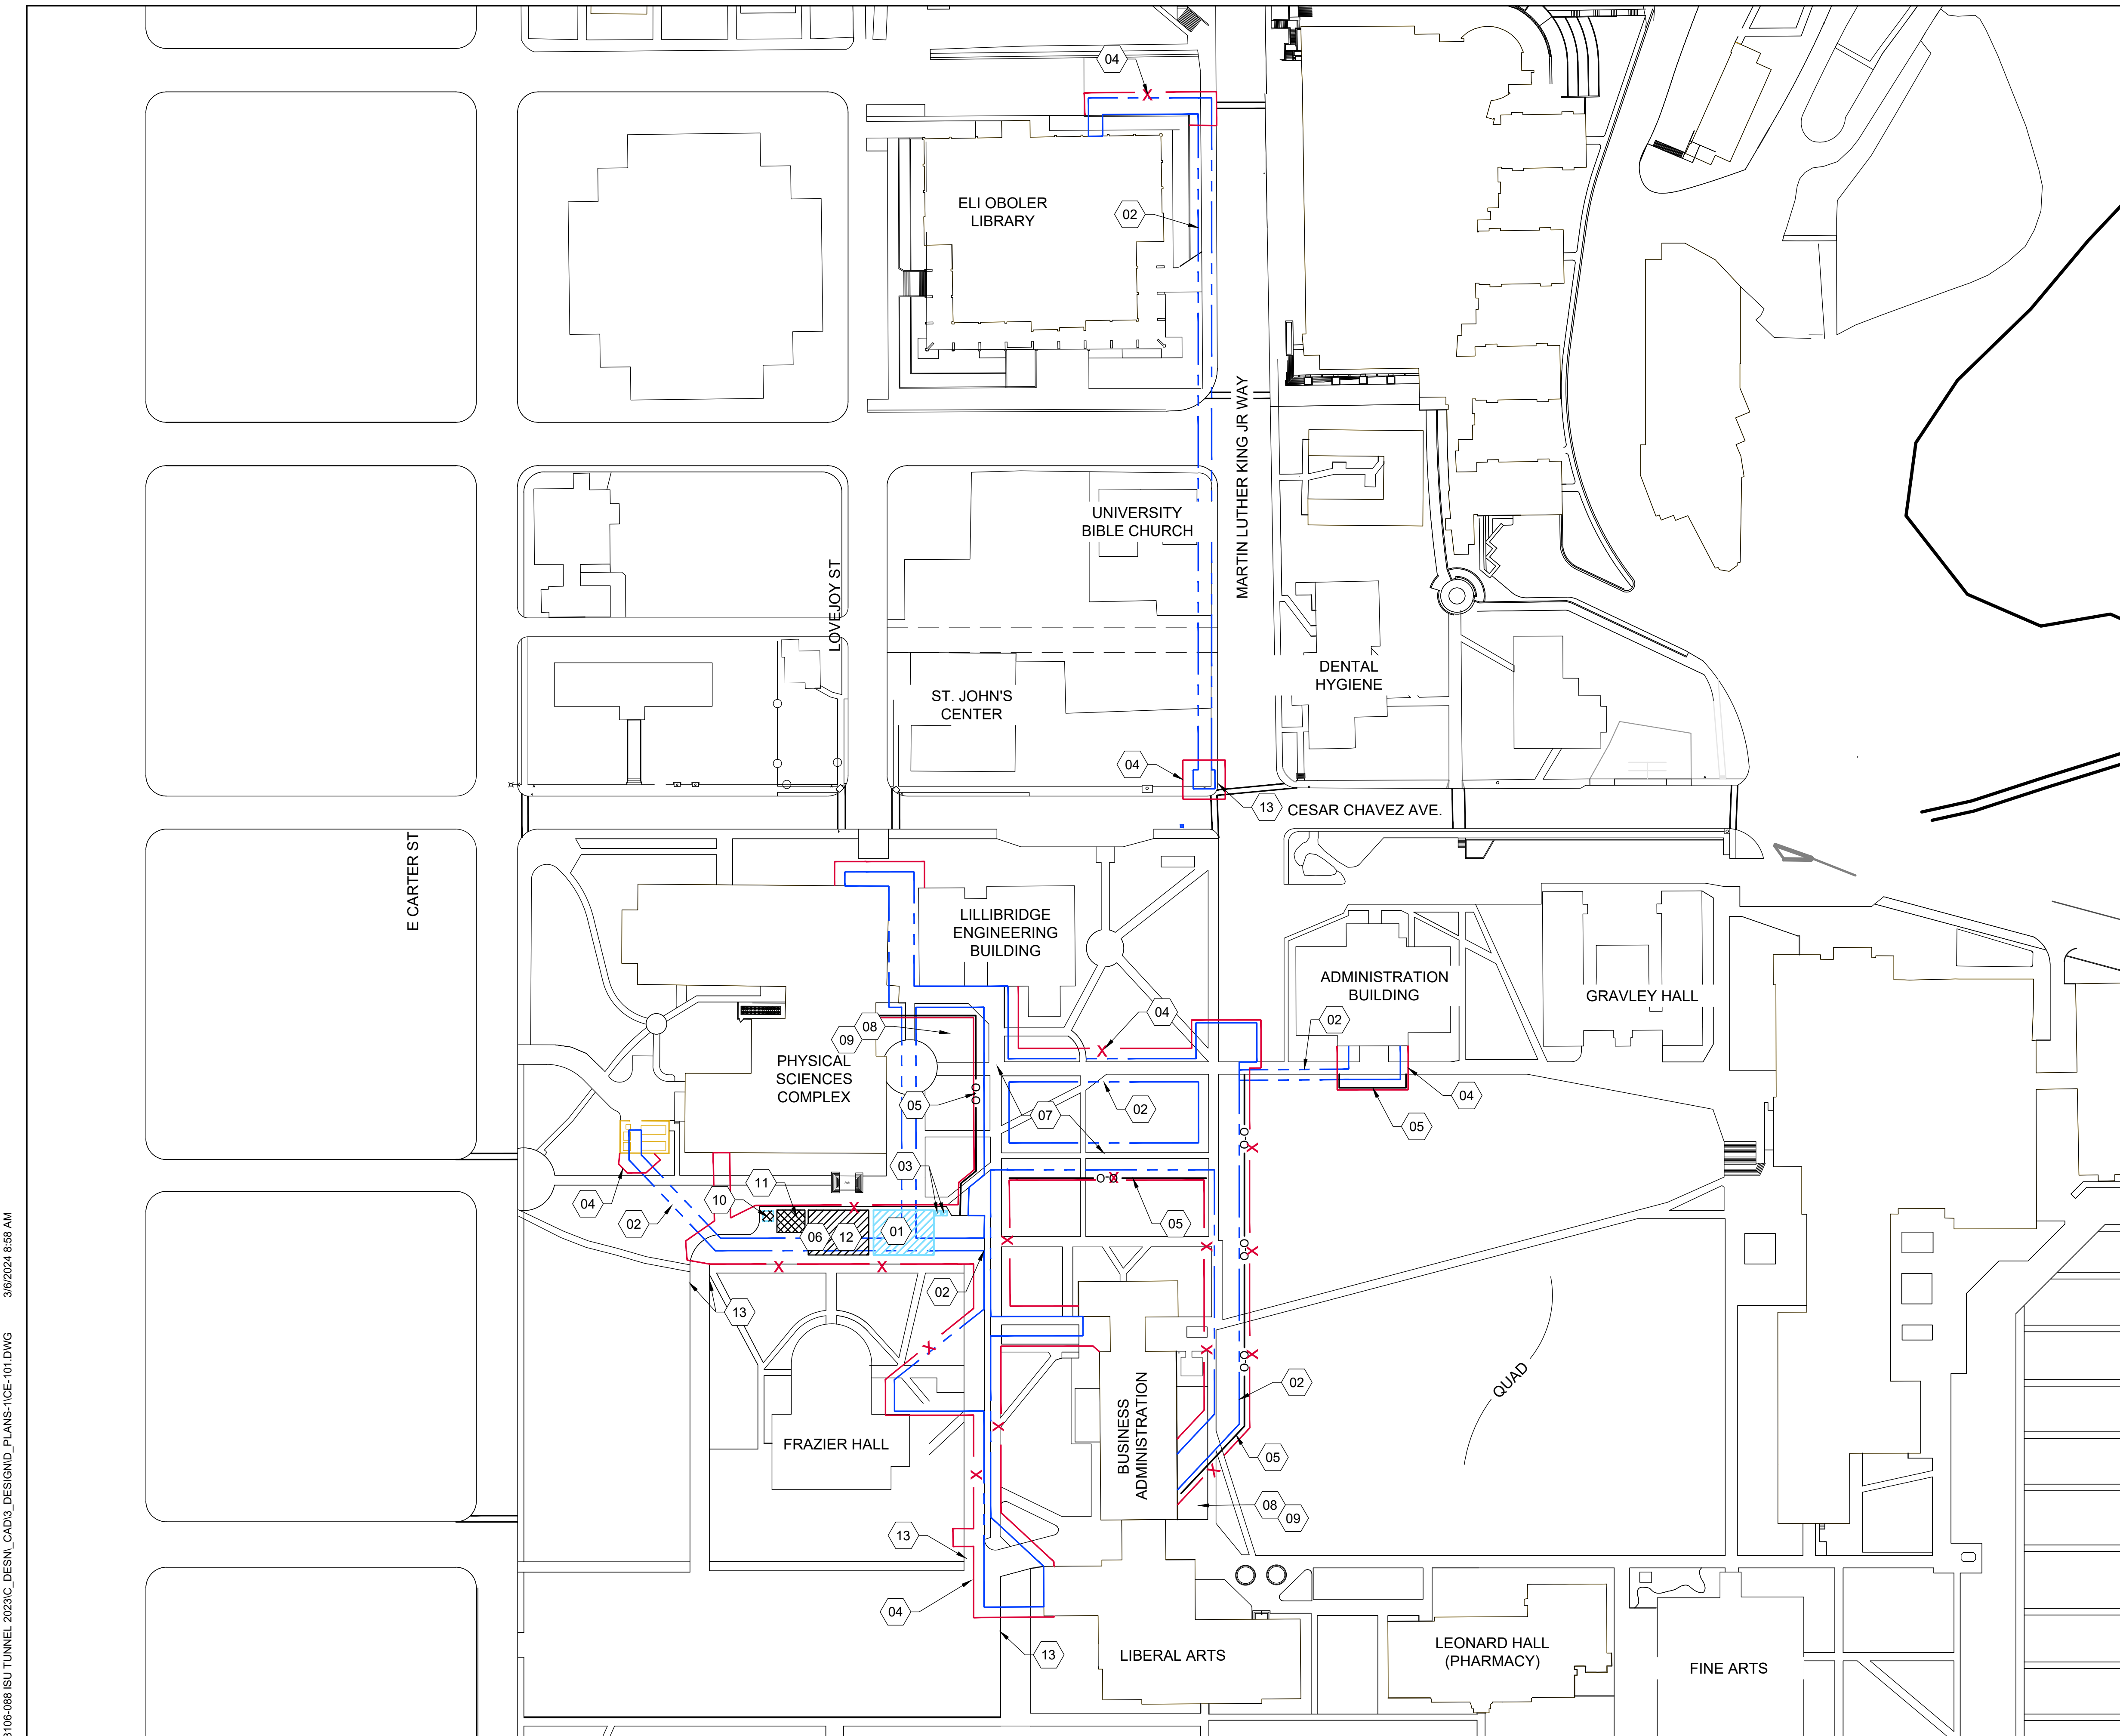 04
ELI OBOLER
LIBRARY
02
MARTIN LUTHER KING JR WAY
UNIVERSITY
BIBLE CHURCH
LOVEJOY ST
DENTAL
HYGIENE
ST. JOHN'S
CENTER
04
13
CESAR CHAVEZ AVE.
E CARTER ST
LILLIBRIDGE
ENGINEERING
BUILDING
ADMINISTRATION
BUILDING
GRAVLEY HALL
04
02
08
09
PHYSICAL
SCIENCES
COMPLEX
05
07
02
04
05
03
11
10
04
02
06
12
01
05
02
13
02
QUAD
BUSINESS
ADMINISTRATION
FRAZIER HALL
05
08
09
13
04
13
LIBERAL ARTS
LEONARD HALL
(PHARMACY)
FINE ARTS
3106-088 ISU TUNNEL 2023\C_DESN\_CAD\3_DESIGN\D_PLANS-1\CE-101.DWG 3/6/2024 8:58 AM